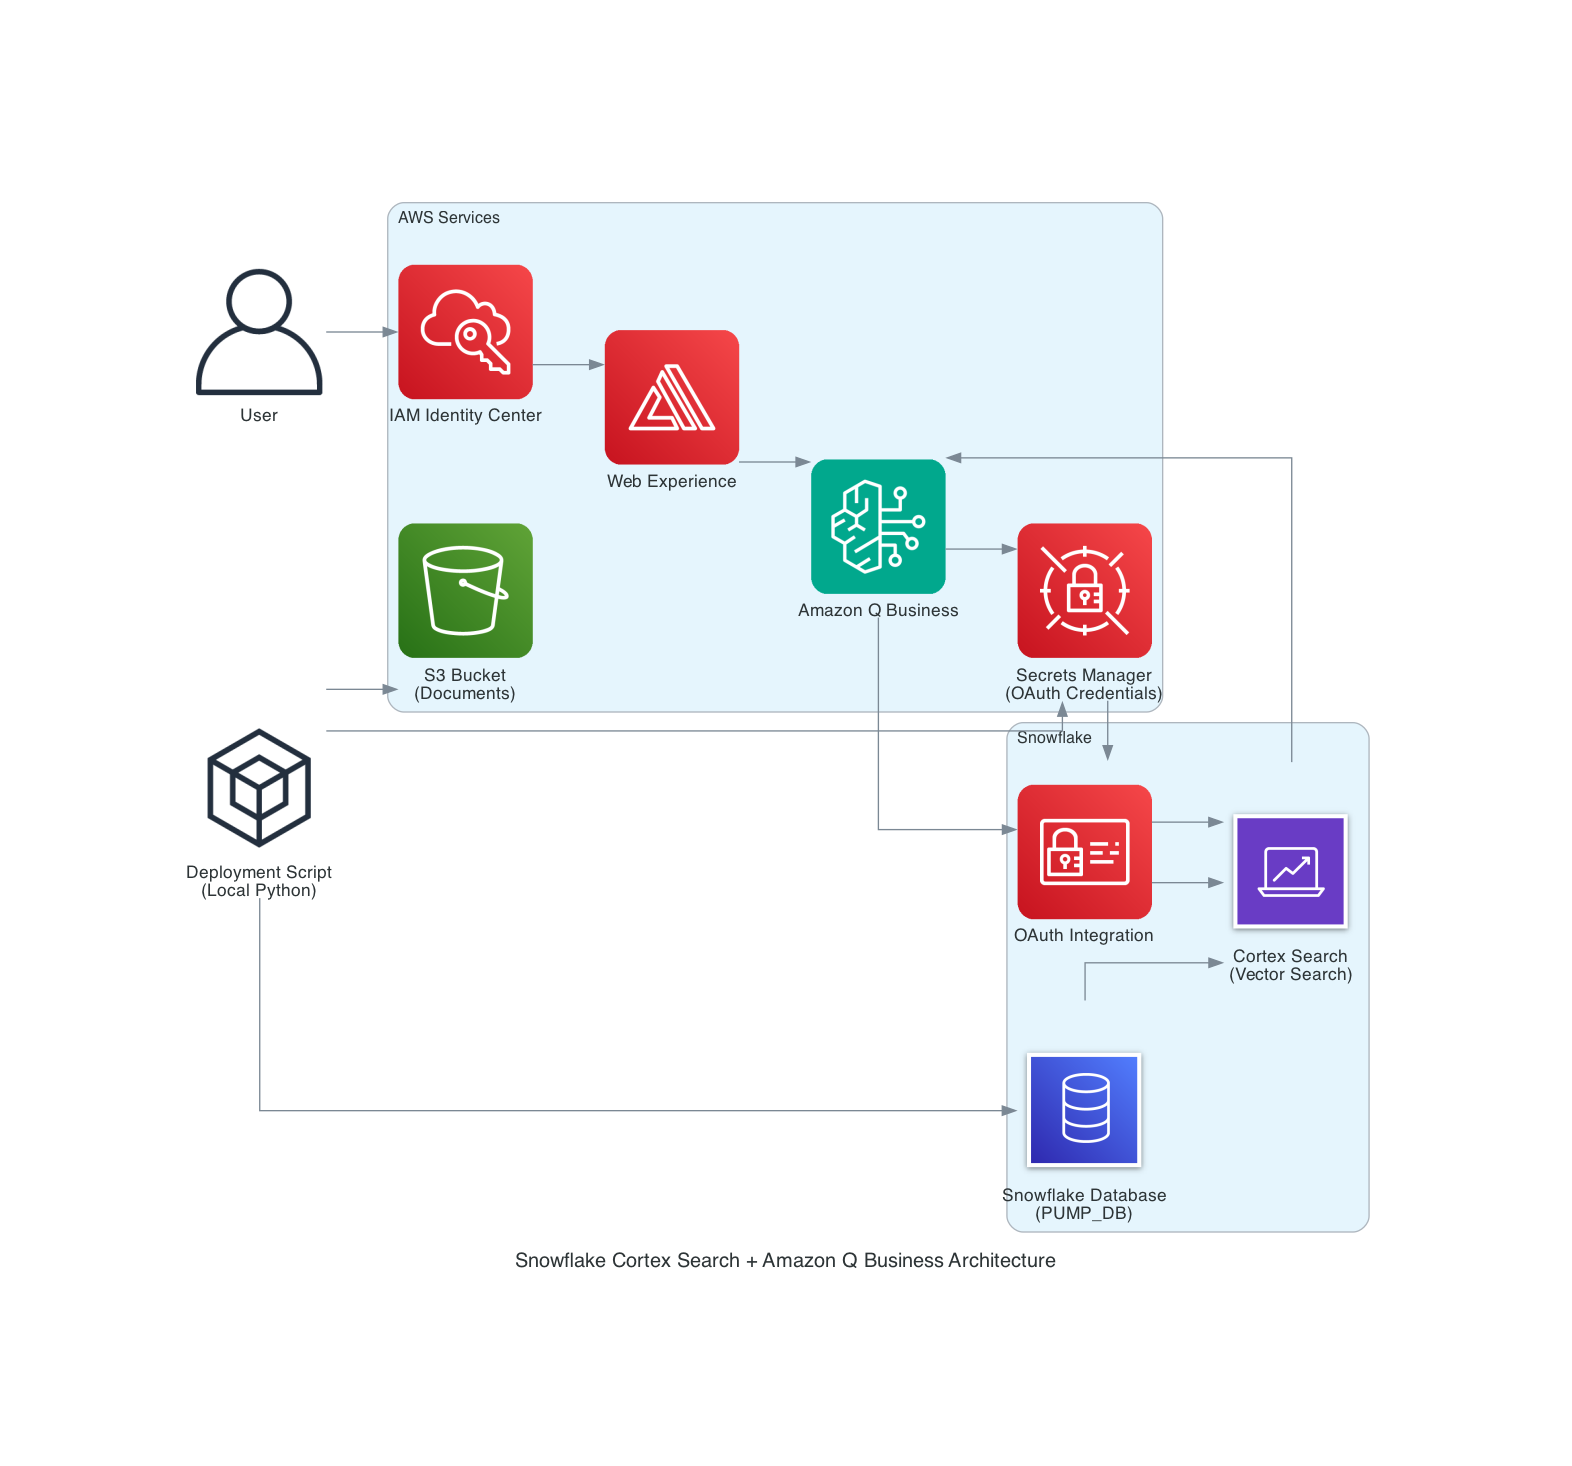 AWS Services
User
IAM Identity Center
Web Experience
Amazon Q Business
S3 Bucket
(Documents)
Secrets Manager
(OAuth Credentials)
Snowflake
Deployment Script
(Local Python)
OAuth Integration
Cortex Search
(Vector Search)
Snowflake Database
(PUMP_DB)
Snowflake Cortex Search + Amazon Q Business Architecture